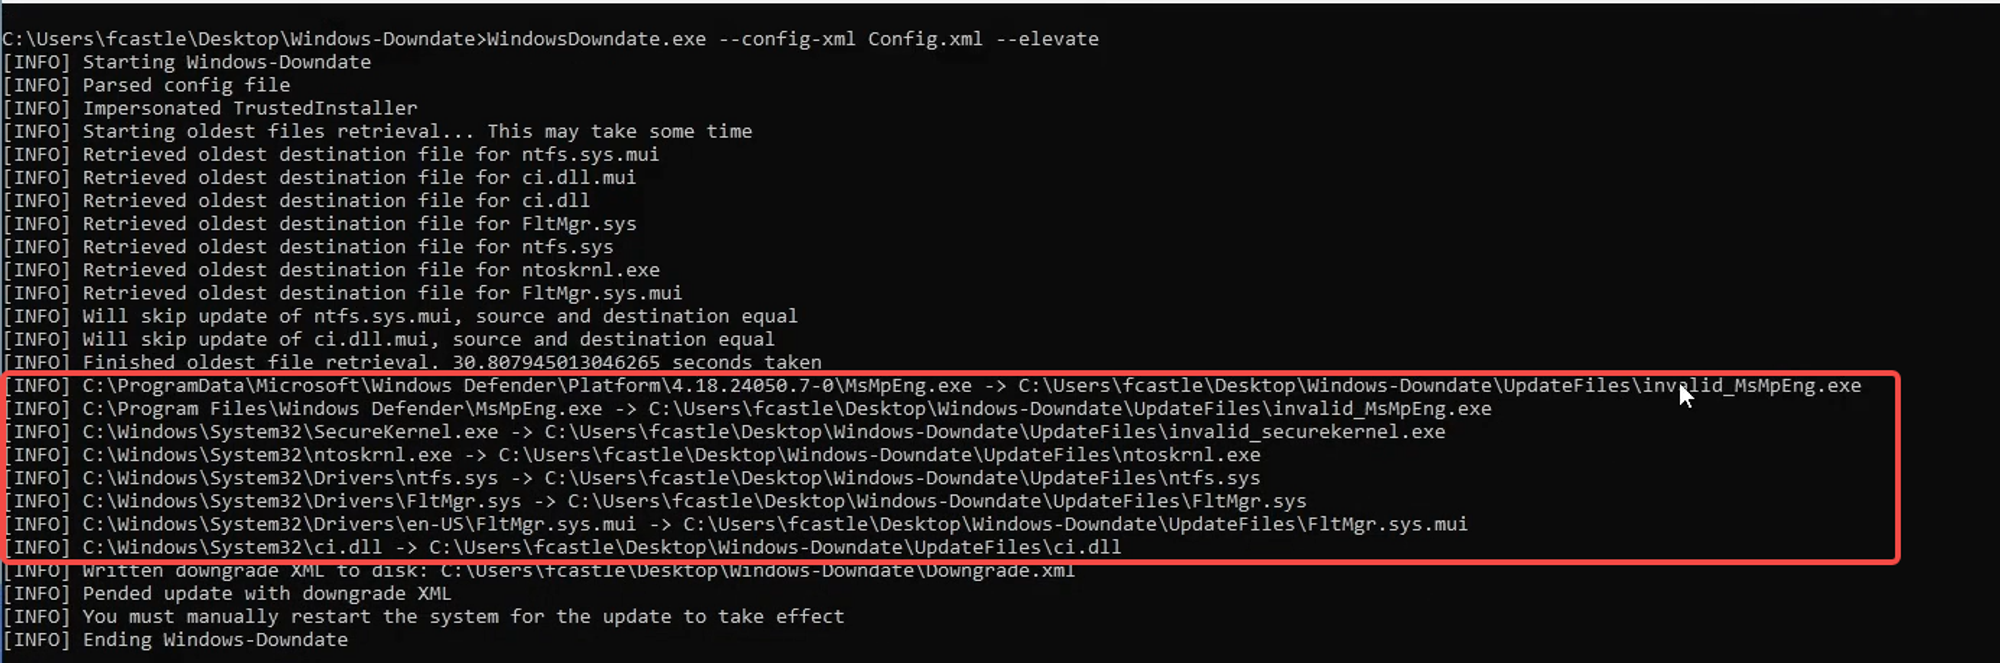 C:\Users\fcastle\Desktop\Windows-Downdate>WindowsDowndate.exe --config-xml Config.xml --elevate
[INFO] Starting Windows-Downdate
[INFO] Parsed config file
[INFO] Impersonated TrustedInstaller
[INFO] Starting oldest files retrieval... This may take some time
[INFO] Retrieved oldest destination file for ntfs.sys.mui
[INFO] Retrieved oldest destination file for ci.dll.mui
[INFO] Retrieved oldest destination file for ci.dll
[INFO] Retrieved oldest destination file for FltMgr.sys
[INFO] Retrieved oldest destination file for ntfs.sys
[INFO] Retrieved oldest destination file for ntoskrnl.exe
[INFO] Retrieved oldest destination file for FltMgr.sys.mui
[INFO] Will skip update of ntfs.sys.mui, source and destination equal
[INFO] Will skip update of ci.dll.mui, source and destination equal
[INFO] Finished oldest file retrieval. 30.807945013046265 seconds taken
[INFO] C:\ProgramData\Microsoft\Windows Defender\Platform\4.18.24050.7-0\MsMpEng.exe -> C:\Users\fcastle\Desktop\Windows-Downdate\UpdateFiles\invalid_MsMpEng.exe
[INFO] C:\Program Files\Windows Defender\MsMpEng.exe -> C:\Users\fcastle\Desktop\Windows-Downdate\UpdateFiles\invalid_MsMpEng.exe
[INFO] C:\Windows\System32\SecureKernel.exe -> C:\Users\fcastle\Desktop\Windows-Downdate\UpdateFiles\invalid_securekernel.exe
[INFO] C:\Windows\System32\ntoskrnl.exe -> C:\Users\fcastle\Desktop\Windows-Downdate\UpdateFiles\ntoskrnl.exe
[INFO] C:\Windows\System32\Drivers\ntfs.sys -> C:\Users\fcastle\Desktop\Windows-Downdate\UpdateFiles\ntfs.sys
[INFO] C:\Windows\System32\Drivers\FltMgr.sys -> C:\Users\fcastle\Desktop\Windows-Downdate\UpdateFiles\FltMgr.sys
[INFO] C:\Windows\System32\Drivers\en-US\FltMgr.sys.mui -> C:\Users\fcastle\Desktop\Windows-Downdate\UpdateFiles\FltMgr.sys.mui
[INFO] C:\Windows\System32\ci.dll -> C:\Users\fcastle\Desktop\Windows-Downdate\UpdateFiles\ci.dll
[INFO] Written downgrade XML to disk: C:\Users\fcastle\Desktop\Windows-Downdate\Downgrade.xml
[INFO] Pended update with downgrade XML
[INFO] You must manually restart the system for the update to take effect
[INFO] Ending Windows-Downdate